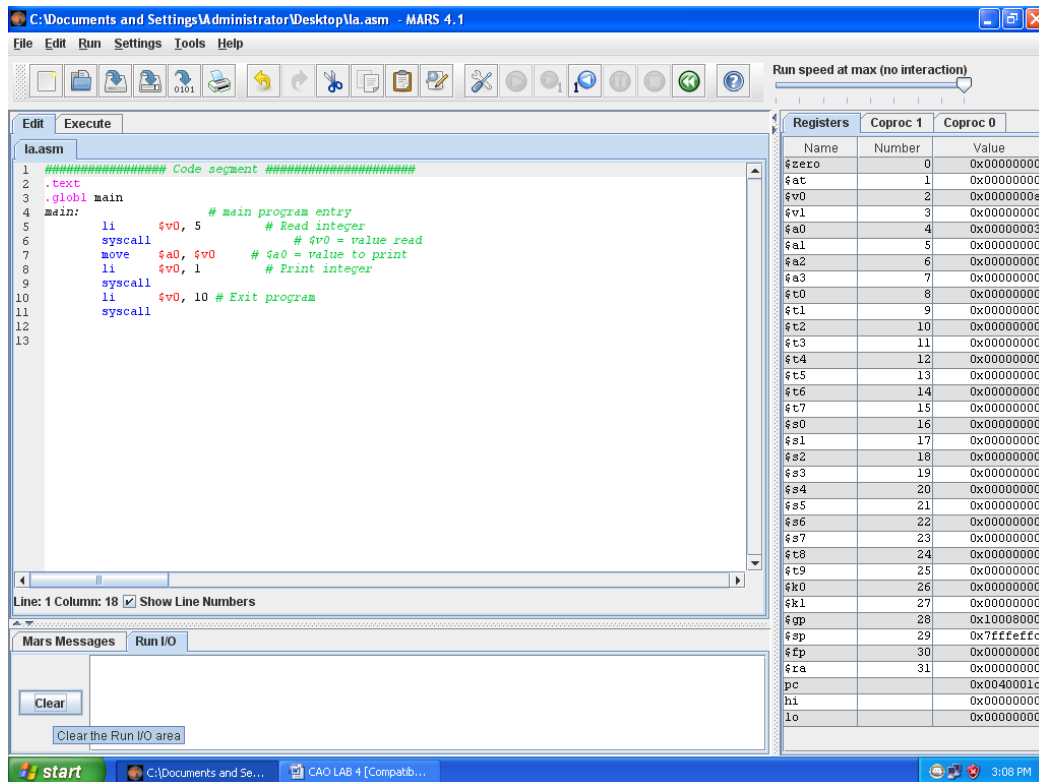 C:\Documents and Settings\Administrator\Desktop\la.asm - MARS 4.1
File Edit Run Settings Tools Help
Run speed at max (no interaction)
Edit Execute
la.asm
1 ################# Code segment #####################
2 .text
3 .globl main
4 main: # main program entry
5 li $v0, 5 # Read integer
6 syscall # $v0 = value read
7 move $a0, $v0 # $a0 = value to print
8 li $v0, 1 # Print integer
9 syscall
10 li $v0, 10 # Exit program
11 syscall
12
13
Line: 1 Column: 18 Show Line Numbers
Mars Messages Run I/O
Clear
Clear the Run I/O area
Registers Coproc 1 Coproc 0
Name Number Value
$zero 0 0x00000000
$at 1 0x00000000
$v0 2 0x0000000a
$v1 3 0x00000000
$a0 4 0x00000003
$a1 5 0x00000000
$a2 6 0x00000000
$a3 7 0x00000000
$t0 8 0x00000000
$t1 9 0x00000000
$t2 10 0x00000000
$t3 11 0x00000000
$t4 12 0x00000000
$t5 13 0x00000000
$t6 14 0x00000000
$t7 15 0x00000000
$s0 16 0x00000000
$s1 17 0x00000000
$s2 18 0x00000000
$s3 19 0x00000000
$s4 20 0x00000000
$s5 21 0x00000000
$s6 22 0x00000000
$s7 23 0x00000000
$t8 24 0x00000000
$t9 25 0x00000000
$k0 26 0x00000000
$k1 27 0x00000000
$gp 28 0x10008000
$sp 29 0x7fffeffc
$fp 30 0x00000000
$ra 31 0x00000000
pc 0x0040001c
hi 0x00000000
lo 0x00000000
start C:\Documents and Se... CAO LAB 4 [Compatib... 3:08 PM